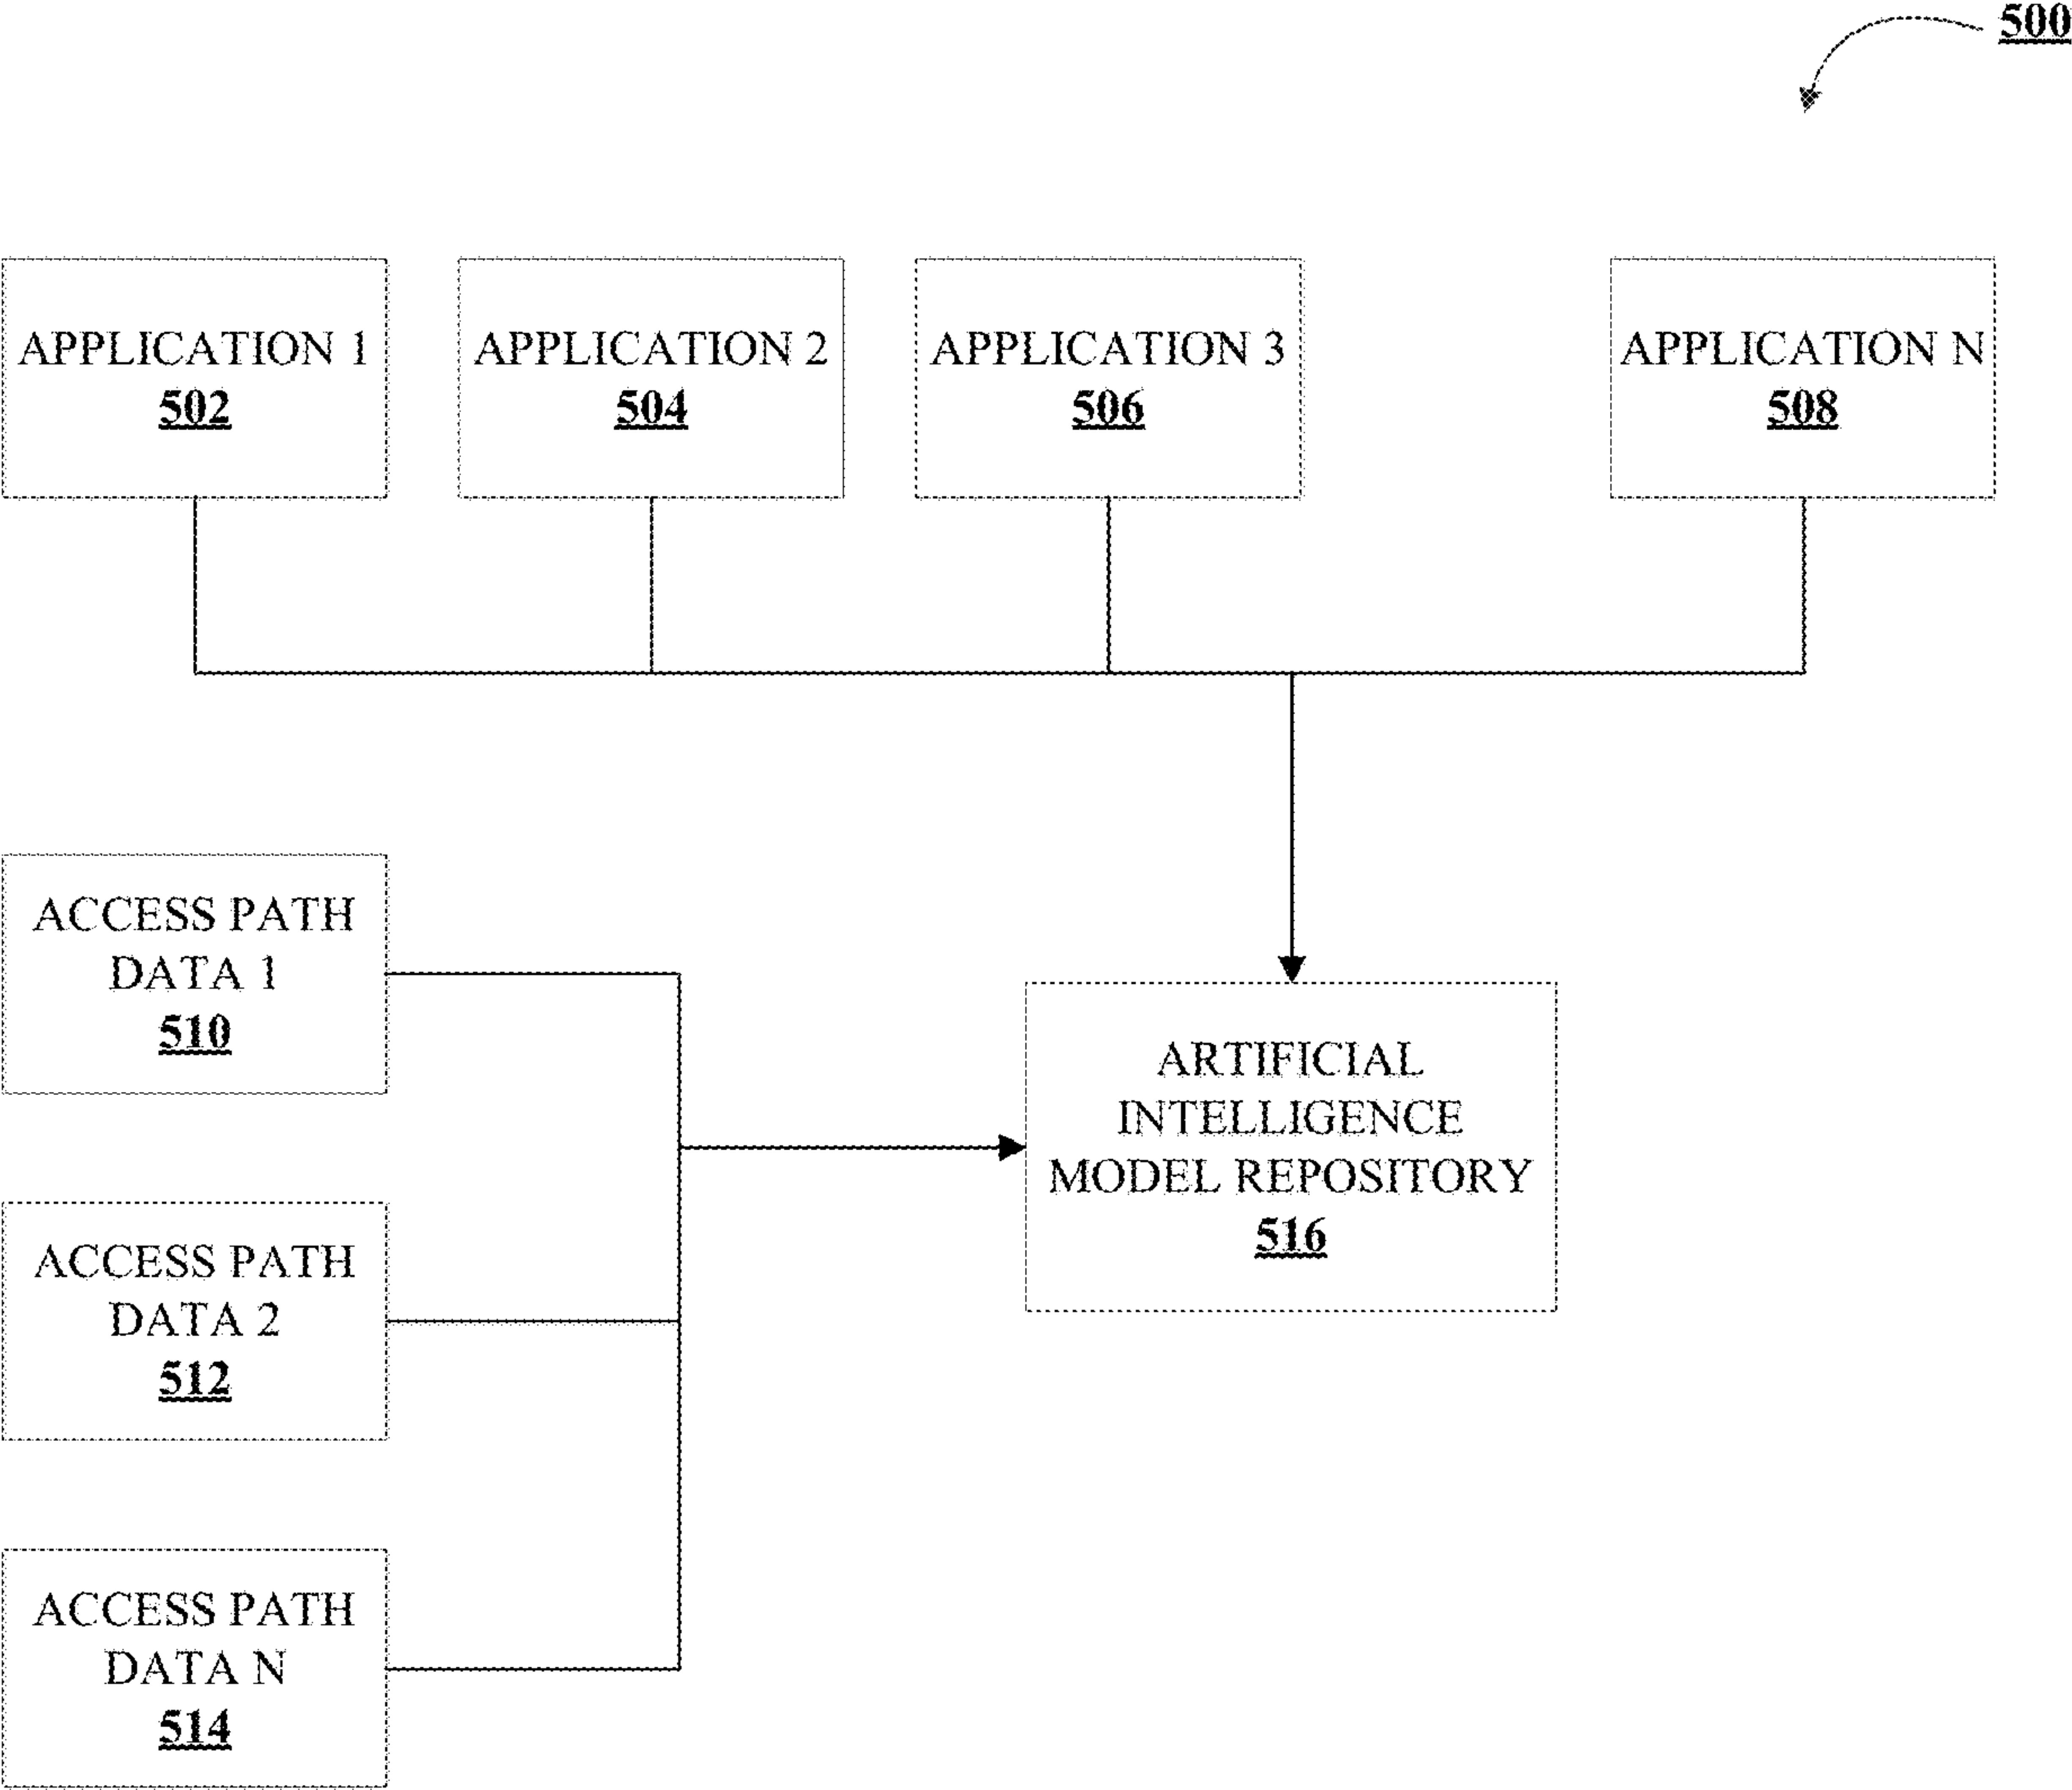 500
APPLICATION 1
502
APPLICATION 2
504
APPLICATION 3
506
APPLICATION N
508
ACCESS PATH
DATA 1
510
ARTIFICIAL
INTELLIGENCE
MODEL REPOSITORY
516
ACCESS PATH
DATA 2
512
ACCESS PATH
DATA N
514